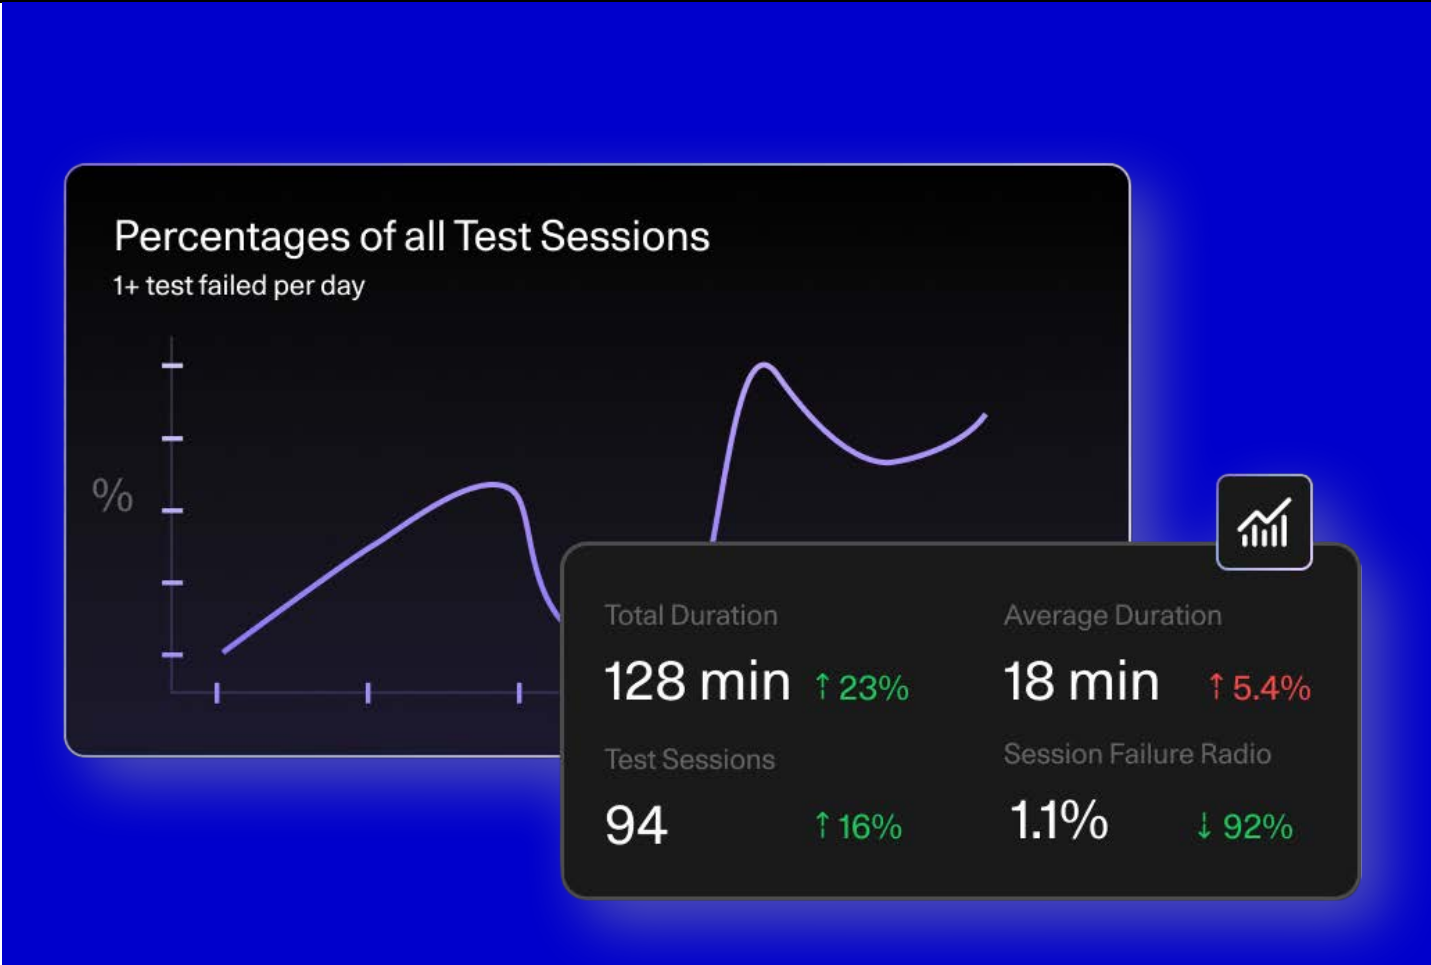 Percentages of all Test Sessions
1+ test failed per day
%
Total Duration
128 min ↑ 23%
Average Duration
18 min ↑ 5.4%
Test Sessions
94 ↑ 16%
Session Failure Radio
1.1% ↓ 92%